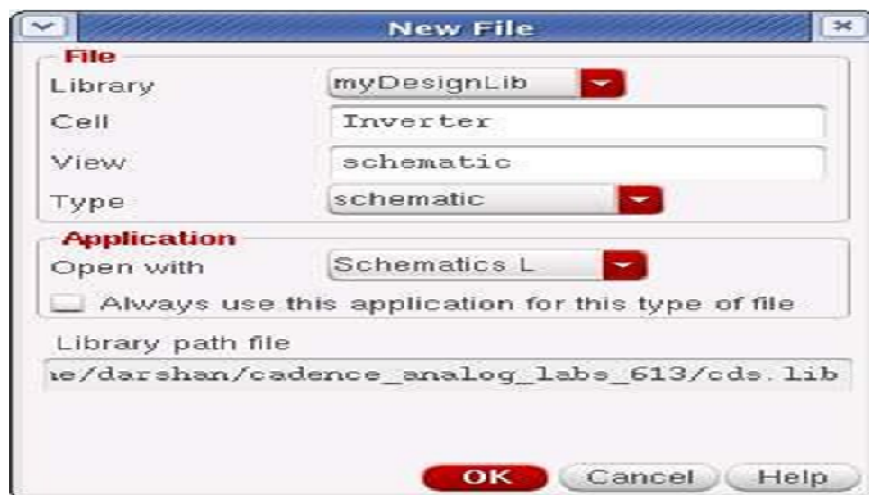 New File
File
Library myDesignLib
Cell Inverter
View schematic
Type schematic
Application
Open with Schematics L
Always use this application for this type of file
Library path file
/darshan/cadence_analog_labs_613/cds.lib
OK Cancel Help